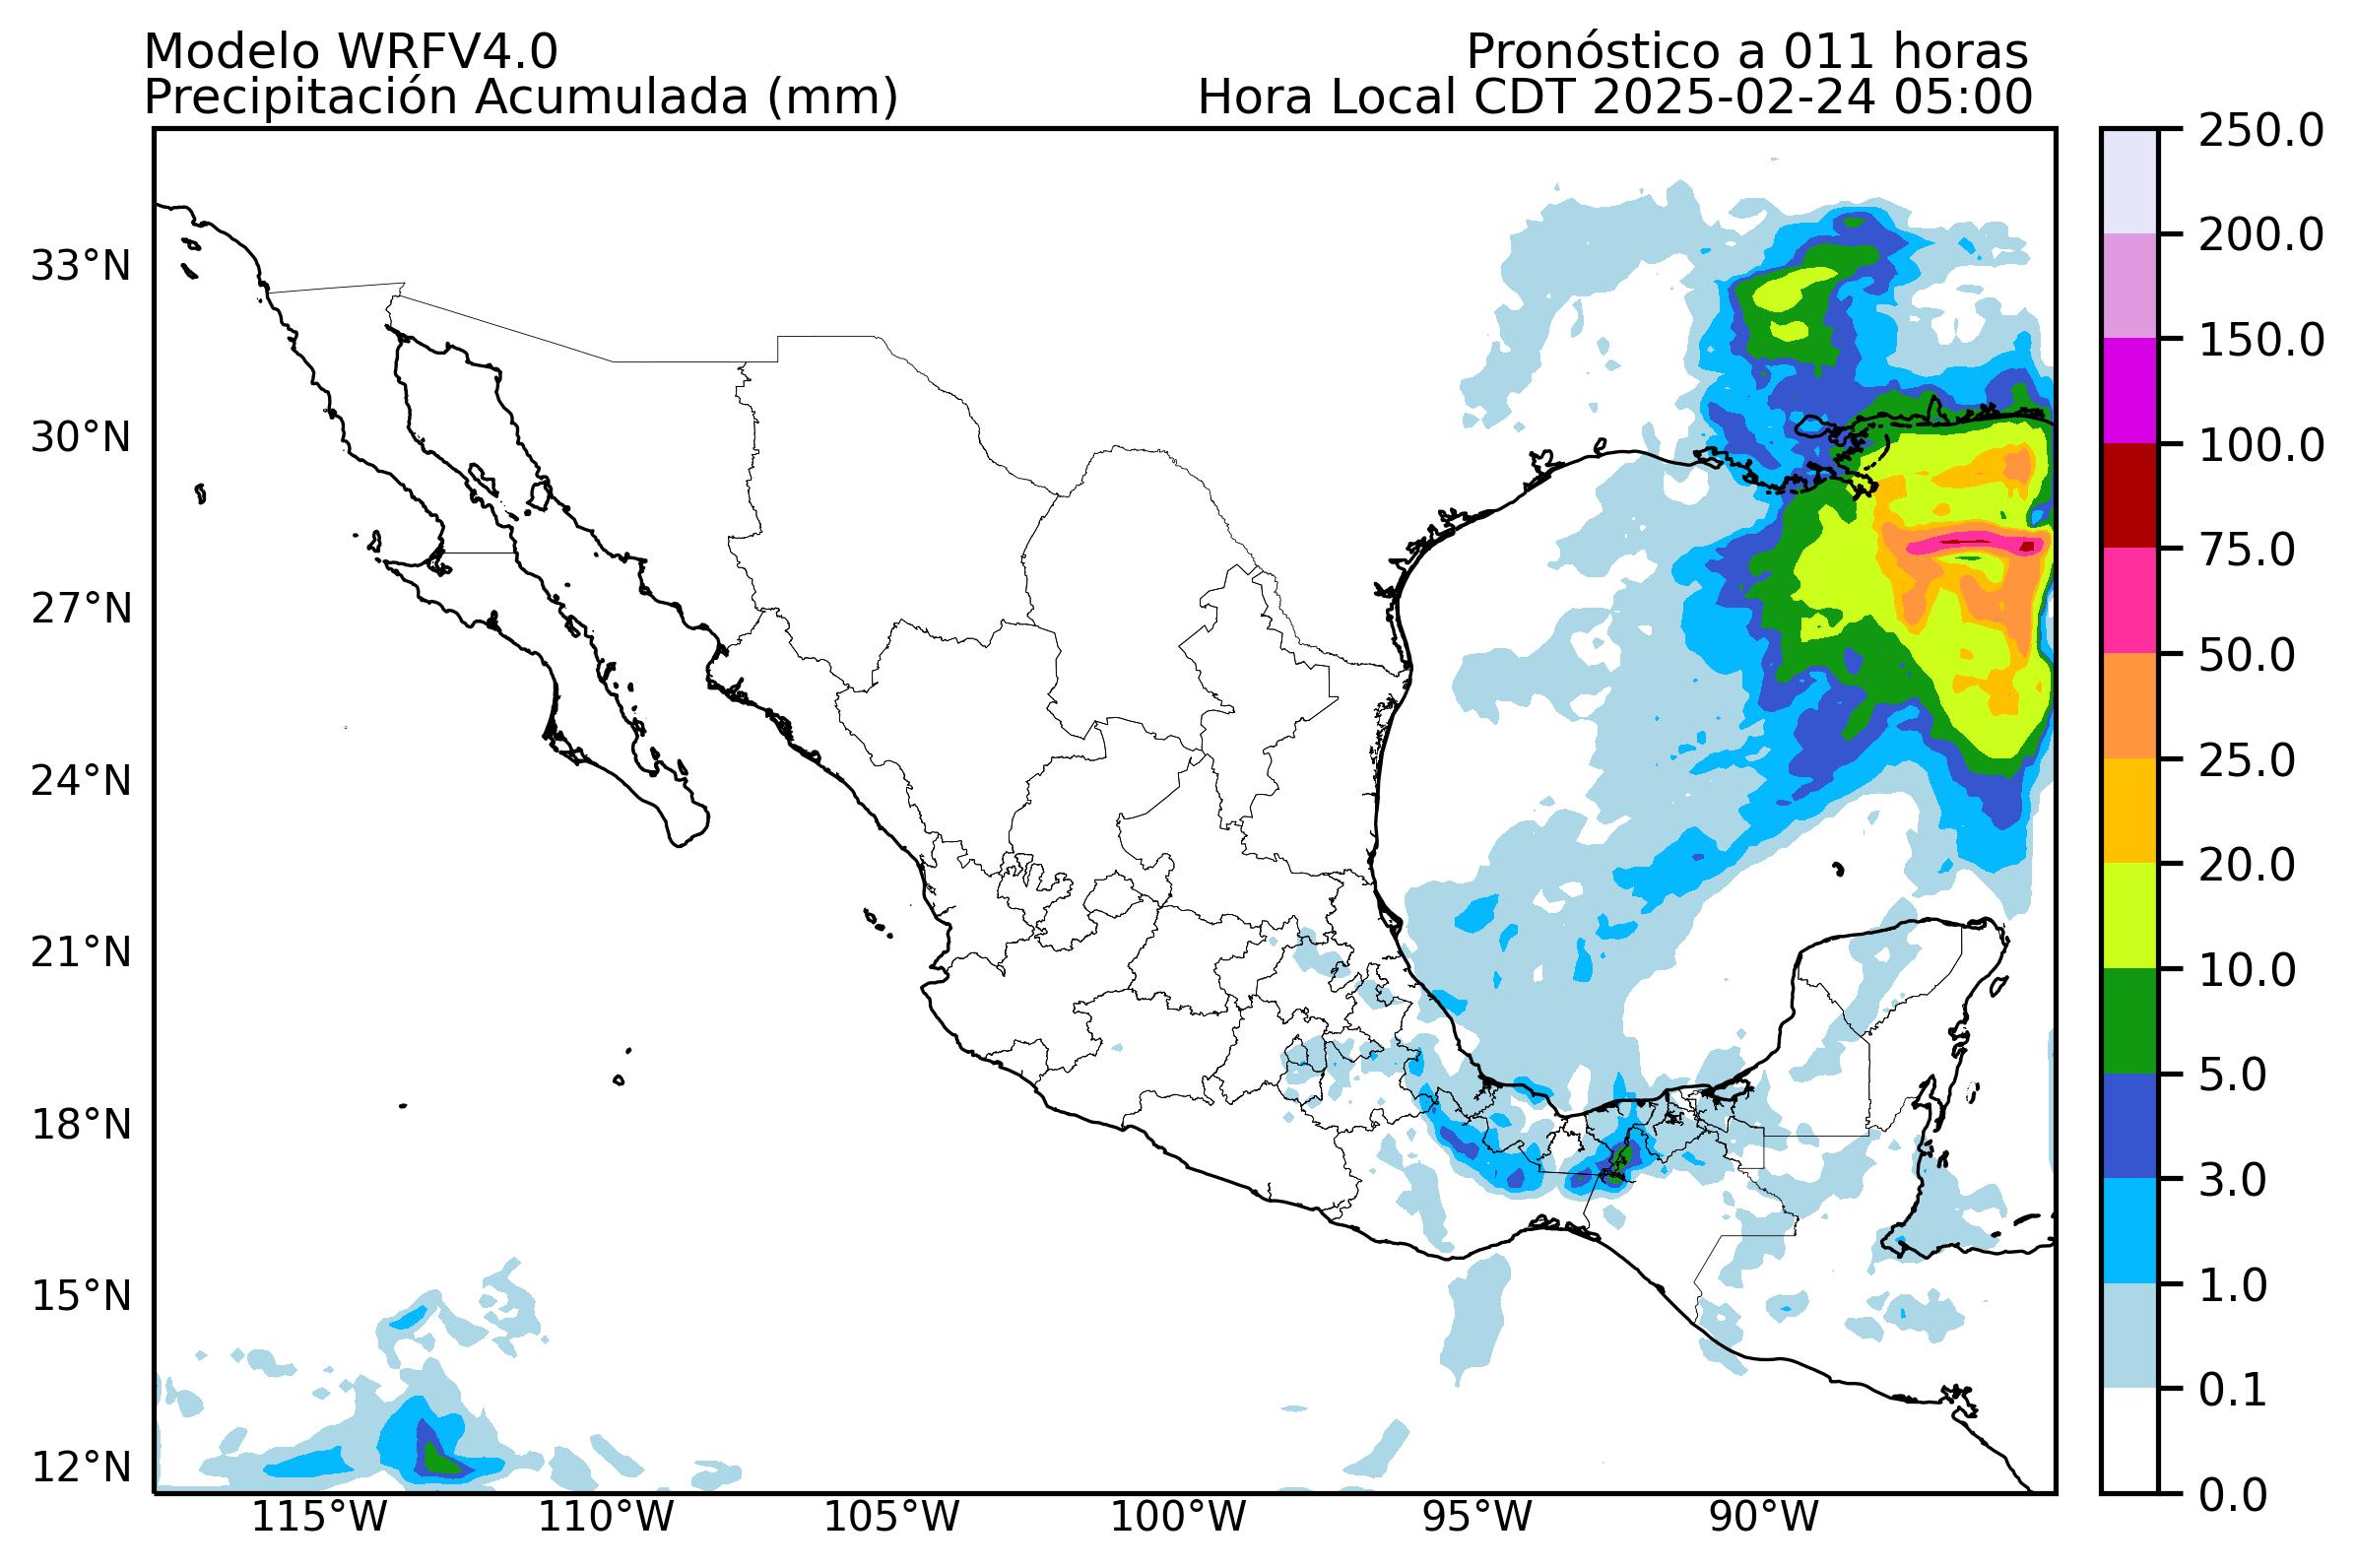 Modelo WRFV4.0
Pronóstico a 011 horas
Precipitación Acumulada (mm)
Hora Local CDT 2025-02-24 05:00
33°N
30°N
27°N
24°N
21°N
18°N
15°N
12°N
115°W
110°W
105°W
100°W
95°W
90°W
250.0
200.0
150.0
100.0
75.0
50.0
25.0
20.0
10.0
5.0
3.0
1.0
0.1
0.0